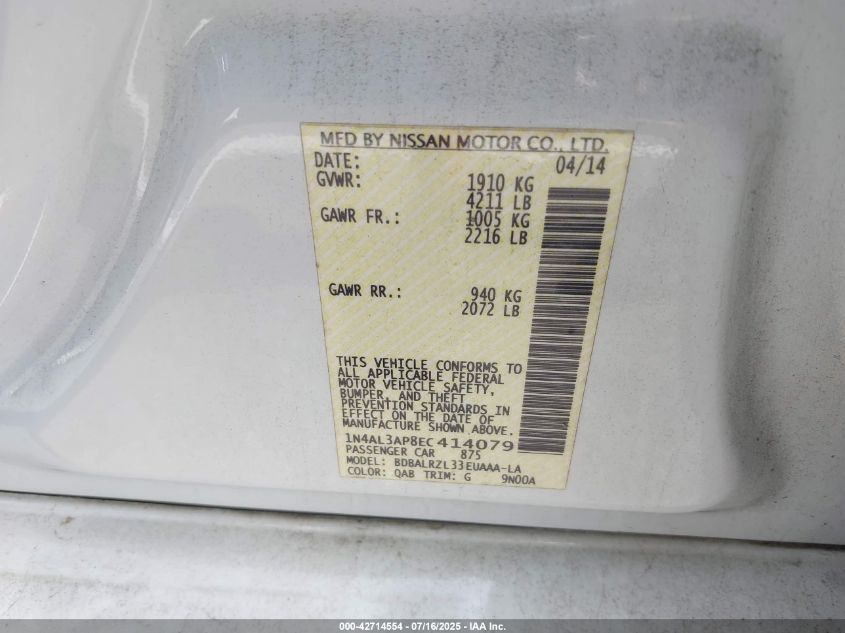 MFD BY NISSAN MOTOR CO., LTD.
DATE: 04/14
GVWR: 1910 KG
4211 LB
GAWR FR.: 1005 KG
2216 LB
GAWR RR.: 940 KG
2072 LB
THIS VEHICLE CONFORMS TO
ALL APPLICABLE FEDERAL
MOTOR VEHICLE SAFETY,
BUMPER, AND THEFT
PREVENTION STANDARDS IN
EFFECT ON THE DATE OF
MANUFACTURE SHOWN ABOVE.
1N4AL3AP8EC414079
PASSENGER CAR 875
MODEL: BDBALRZL33EUAAA-LA
COLOR: QAB TRIM: G 9N00A
000-42714554 - 07/16/2025 - IAA Inc.